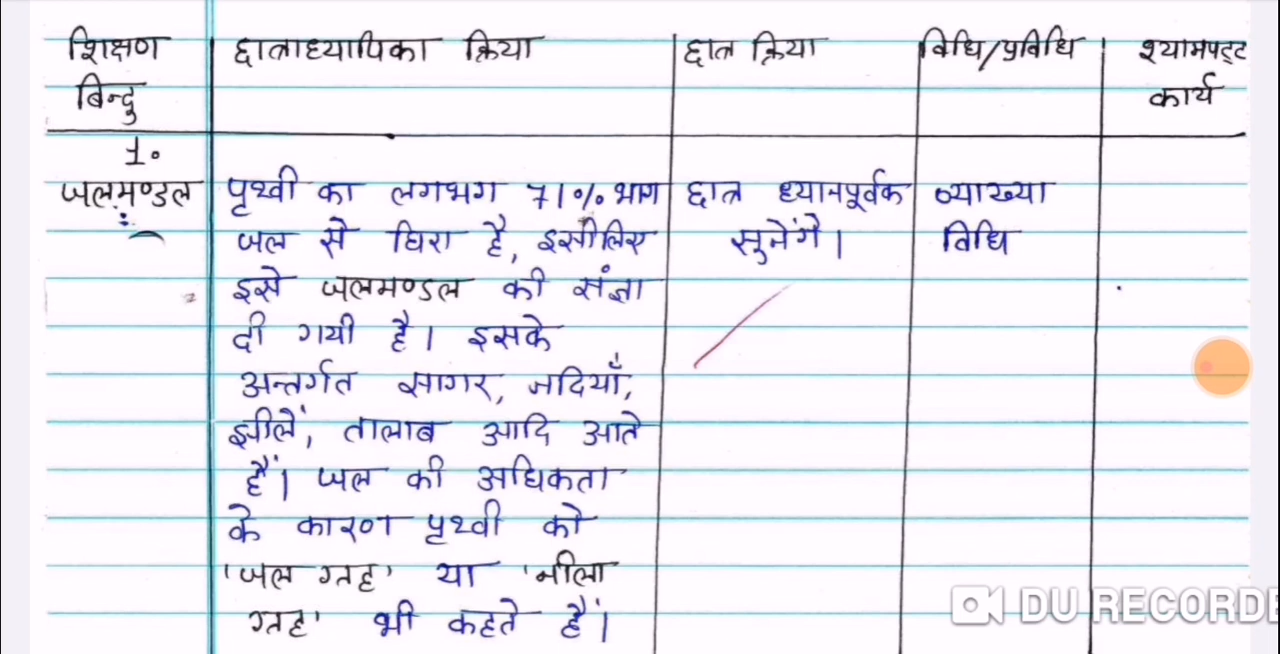 शिक्षण छात्राध्यापिका क्रिया छात्र क्रिया विधि/प्रविधि श्यामपट्ट
बिन्दु कार्य
1.
जलमण्डल पृथ्वी का लगभग 71% भाग छात्र ध्यानपूर्वक व्याख्या
जल से घिरा है, इसीलिए सुनेंगे। विधि
इसे जलमण्डल की संज्ञा
दी गयी है। इसके
अन्तर्गत सागर, नदियाँ,
झीलें, तालाब आदि आते
हैं। जल की अधिकता
के कारण पृथ्वी को
'जल ग्रह' या 'नीला
ग्रह' भी कहते हैं।
DU RECORDE